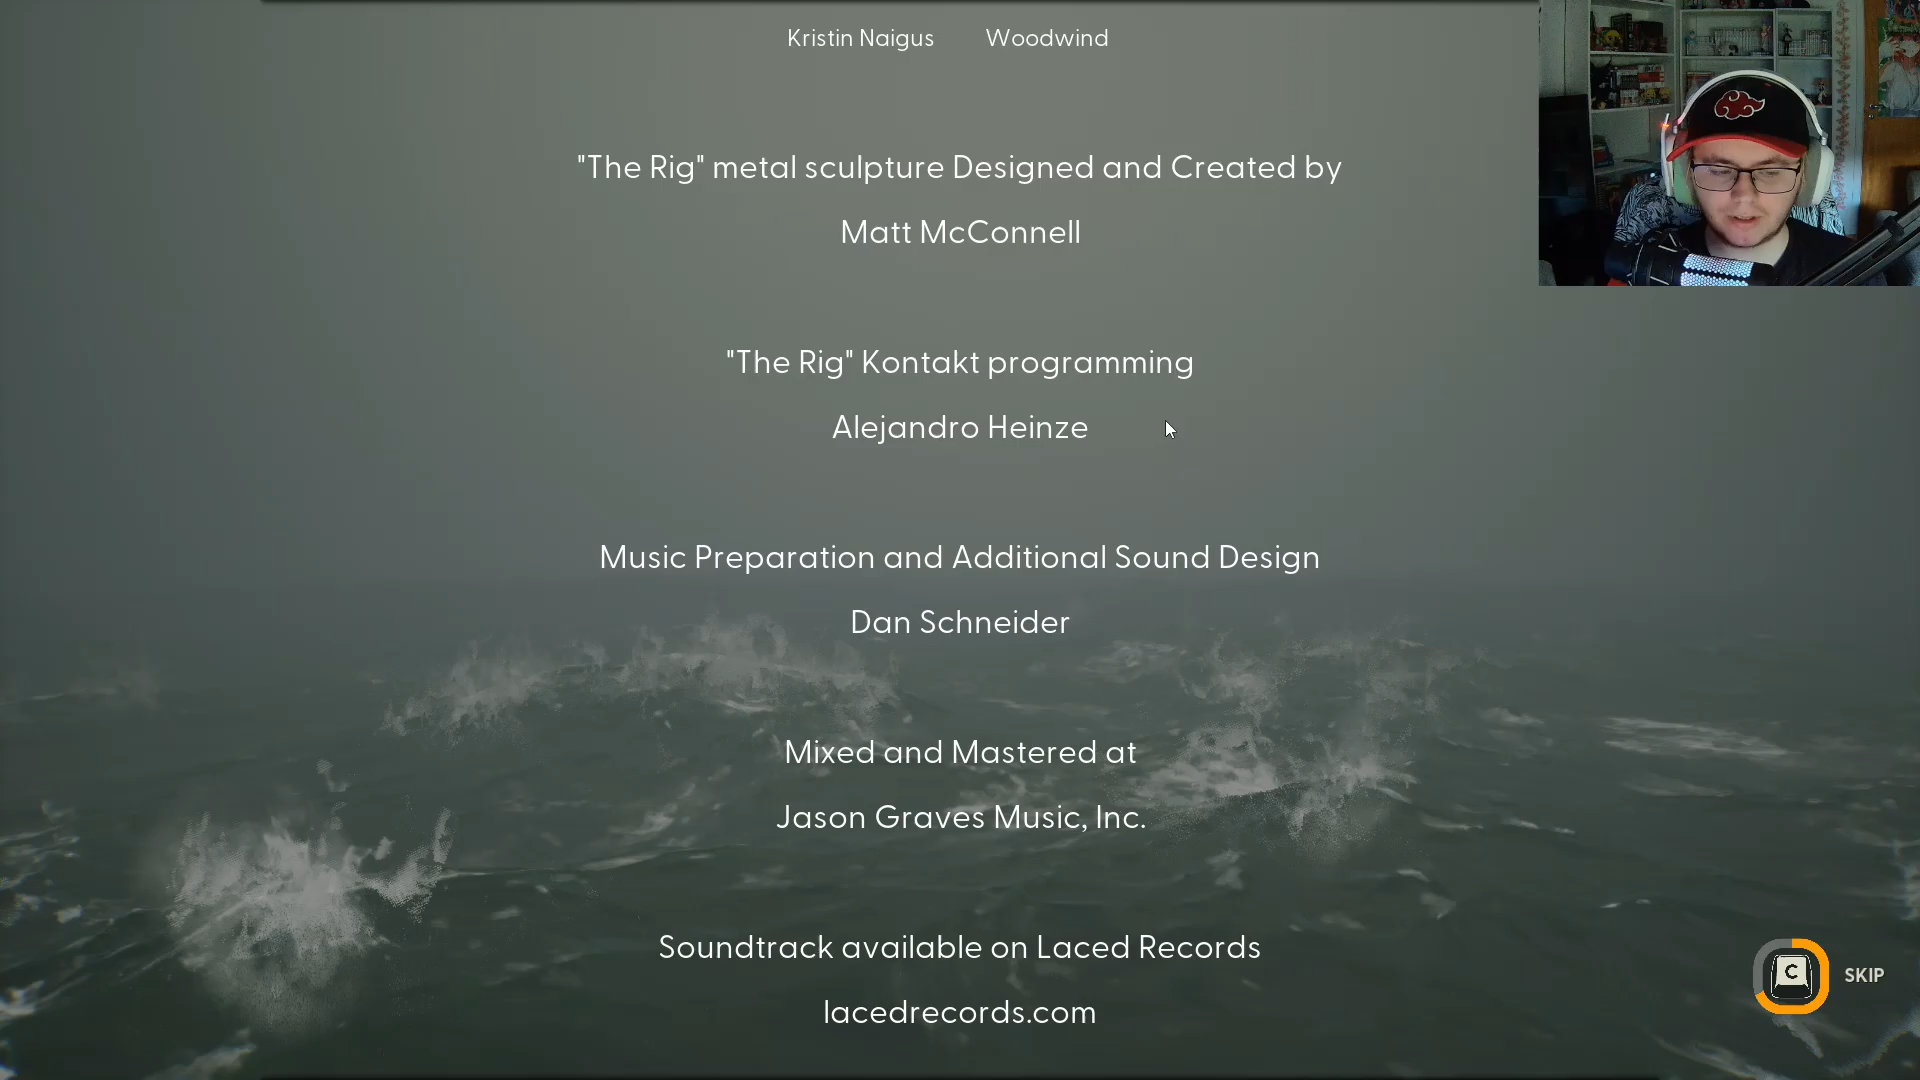 Kristin Naigus Woodwind
"The Rig" metal sculpture Designed and Created by
Matt McConnell
"The Rig" Kontakt programming
Alejandro Heinze
Music Preparation and Additional Sound Design
Dan Schneider
Mixed and Mastered at
Jason Graves Music, Inc.
Soundtrack available on Laced Records
lacedrecords.com
C SKIP